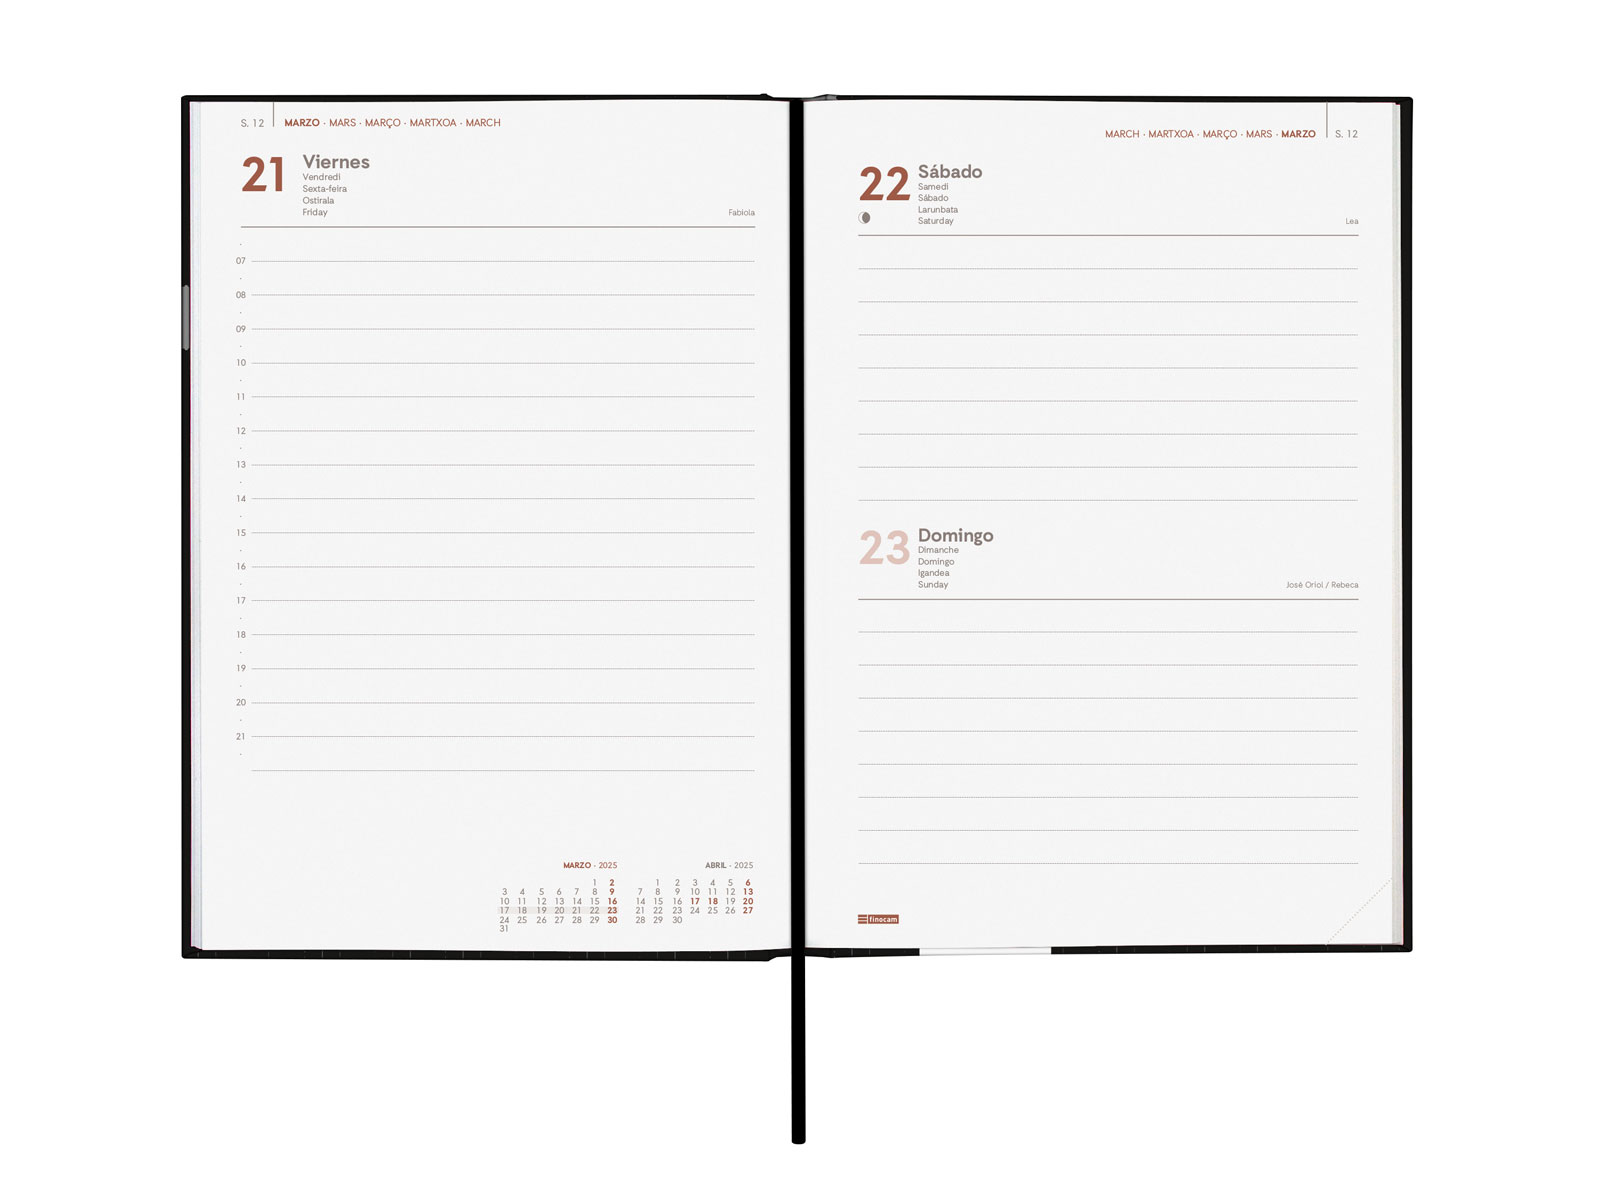 S. 12 MARZO · MARS · MARÇO · MARTXOA · MARCH
21 Viernes
Vendredi
Sexta-feira
Ostirala
Friday
Fabiola
07
08
09
10
11
12
13
14
15
16
17
18
19
20
21
MARZO - 2025
1 2
3 4 5 6 7 8 9
10 11 12 13 14 15 16
17 18 19 20 21 22 23
24 25 26 27 28 29 30
31
ABRIL - 2025
1 2 3 4 5 6
7 8 9 10 11 12 13
14 15 16 17 18 19 20
21 22 23 24 25 26 27
28 29 30
MARCH · MARTXOA · MARÇO · MARS · MARZO S. 12
22 Sábado
Samedi
Sábado
Larunbata
Saturday
Lea
23 Domingo
Dimanche
Domingo
Igandea
Sunday
José Oriol / Rebeca
finocam